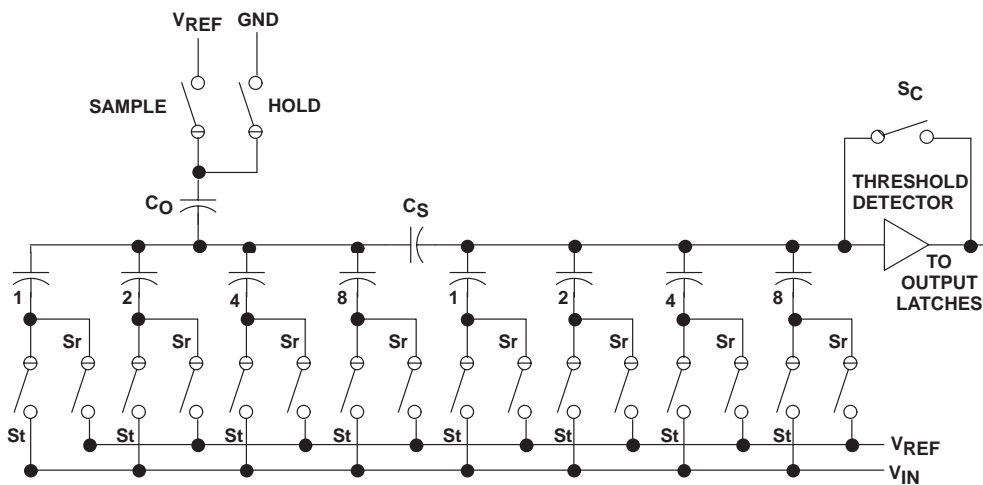 VREF GND
SAMPLE
HOLD
SC
CO
CS
THRESHOLD
DETECTOR
TO
OUTPUT
LATCHES
1 2 4 8 1 2 4 8
Sr Sr Sr Sr Sr Sr Sr Sr
St St St St St St St St
VREF
VIN